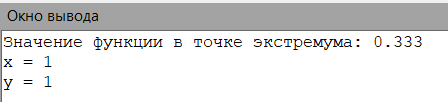 Окно вывода
Значение функции в точке экстремума: 0.333
x = 1
y = 1